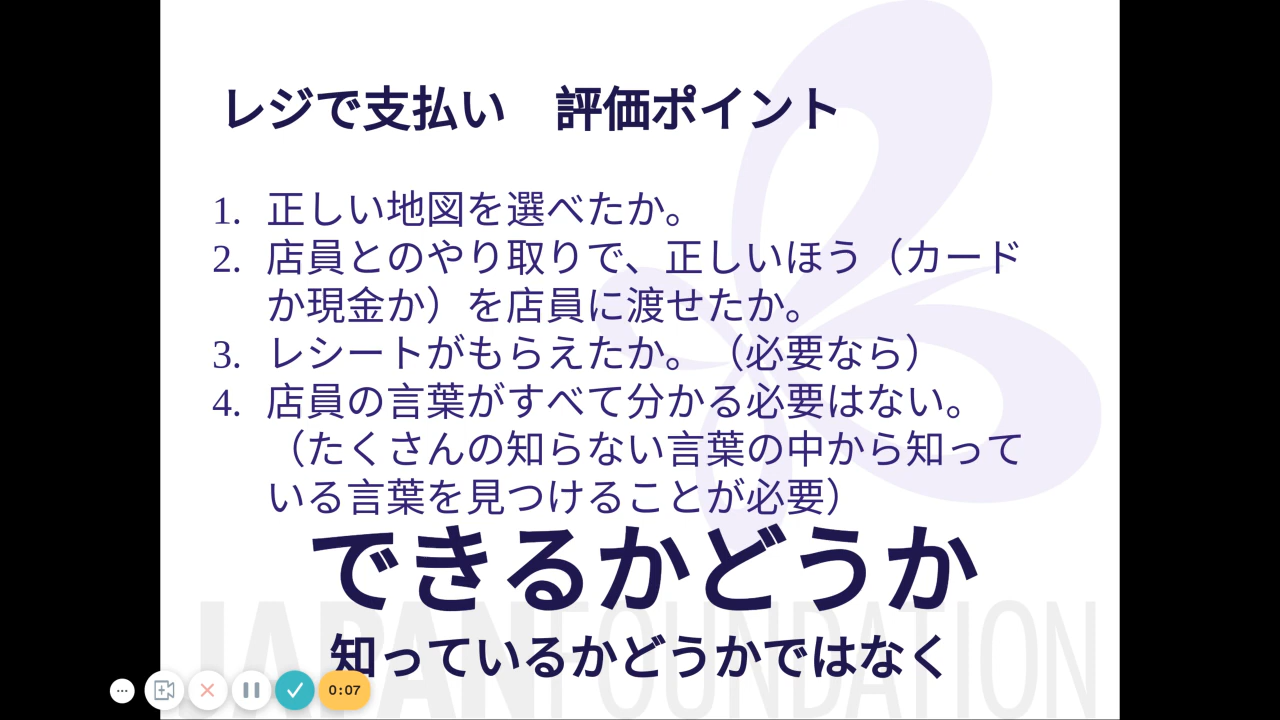 レジで支払い　評価ポイント
1. 正しい地図を選べたか。
2. 店員とのやり取りで、正しいほう（カード
か現金か）を店員に渡せたか。
3. レシートがもらえたか。（必要なら）
4. 店員の言葉がすべて分かる必要はない。
（たくさんの知らない言葉の中から知って
いる言葉を見つけることが必要）
できるかどうか
知っているかどうかではなく
JAPANFOUNDATION
0:07